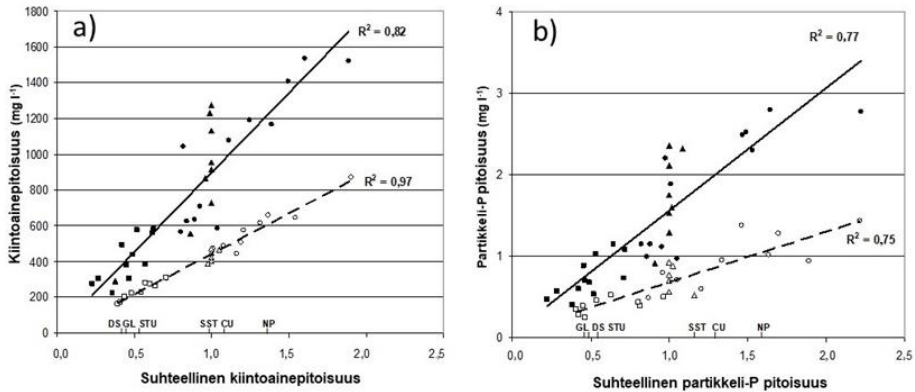 a)
R² = 0,82
R² = 0,97
Kiintoainepitoisuus (mg l⁻¹)
1800
1600
1400
1200
1000
800
600
400
200
0
DS GL STU SST CU NP
0,0 0,5 1,0 1,5 2,0 2,5
Suhteellinen kiintoainepitoisuus
b)
R² = 0,77
R² = 0,75
Partikkeli-P pitoisuus (mg l⁻¹)
4
3
2
1
0
GL DS STU SST CU NP
0,0 0,5 1,0 1,5 2,0 2,5
Suhteellinen partikkeli-P pitoisuus